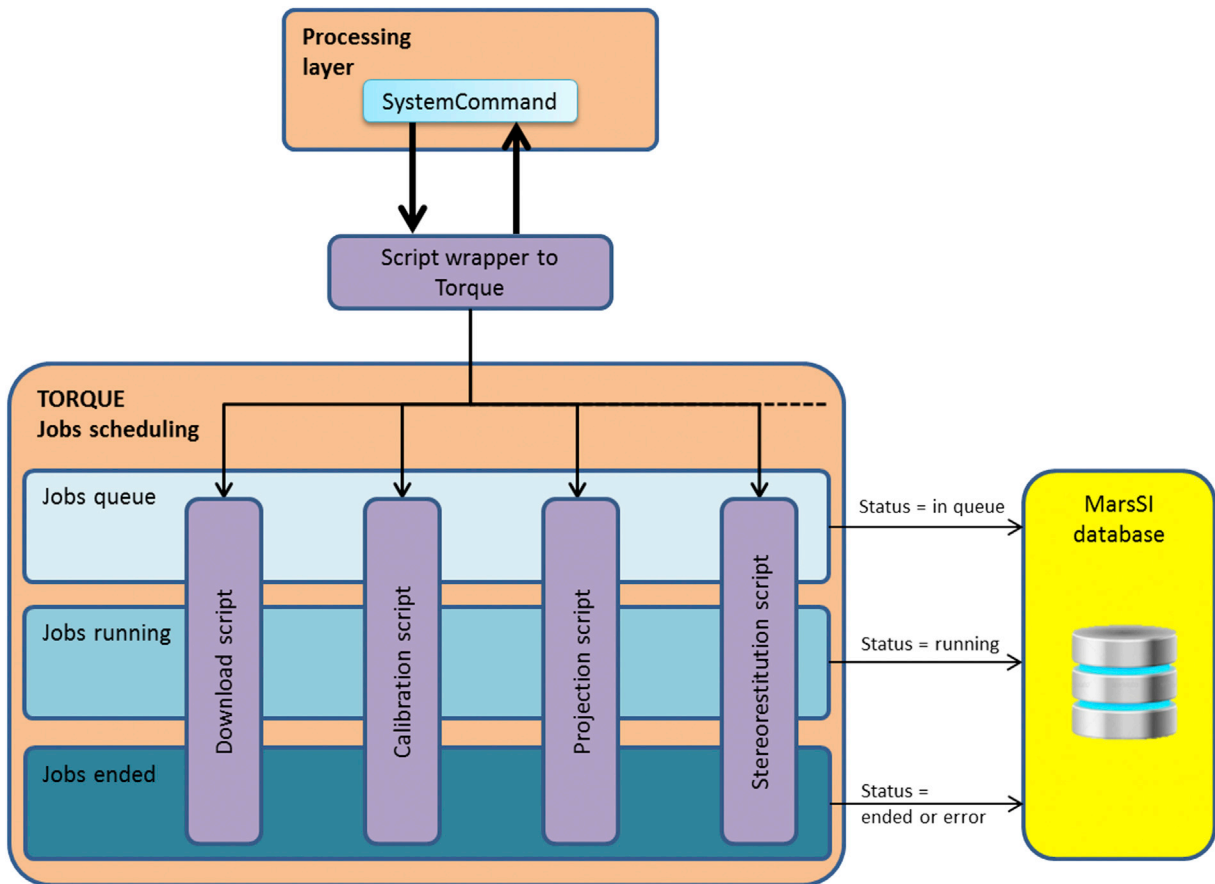 Processing
layer
SystemCommand
Script wrapper to
Torque
TORQUE
Jobs scheduling
Jobs queue
Jobs running
Jobs ended
Download script
Calibration script
Projection script
Stererestitution script
Status = in queue
Status = running
Status =
ended or error
MarsSI
database